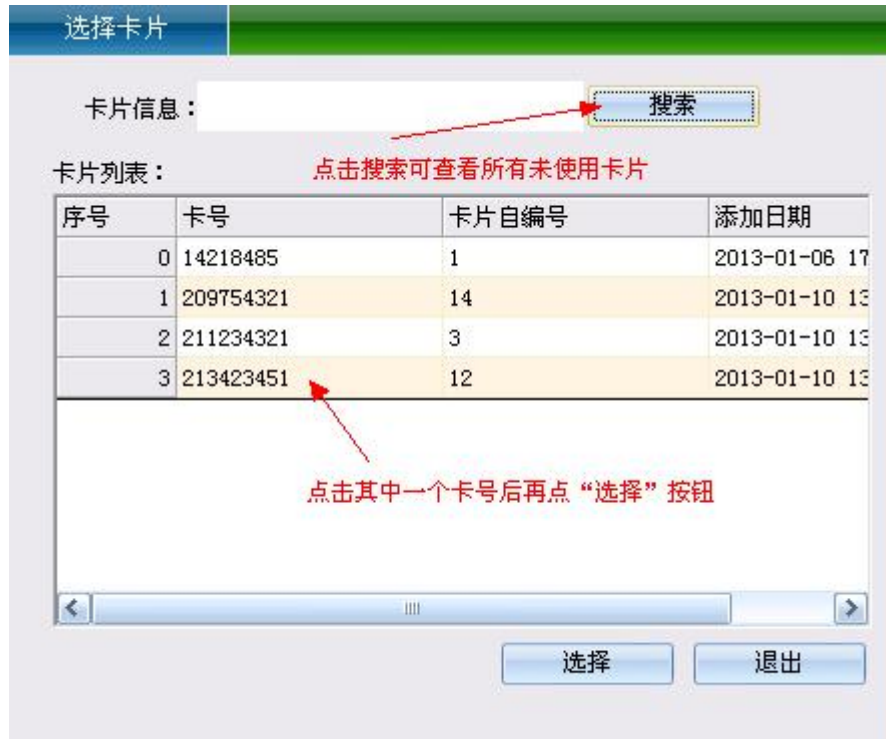 选择卡片
卡片信息： 搜索
点击搜索可查看所有未使用卡片
卡片列表：
序号 卡号 卡片自编号 添加日期
0 14218485 1 2013-01-06 17
1 209754321 14 2013-01-10 13
2 211234321 3 2013-01-10 13
3 213423451 12 2013-01-10 13
点击其中一个卡号后再点“选择”按钮
选择 退出